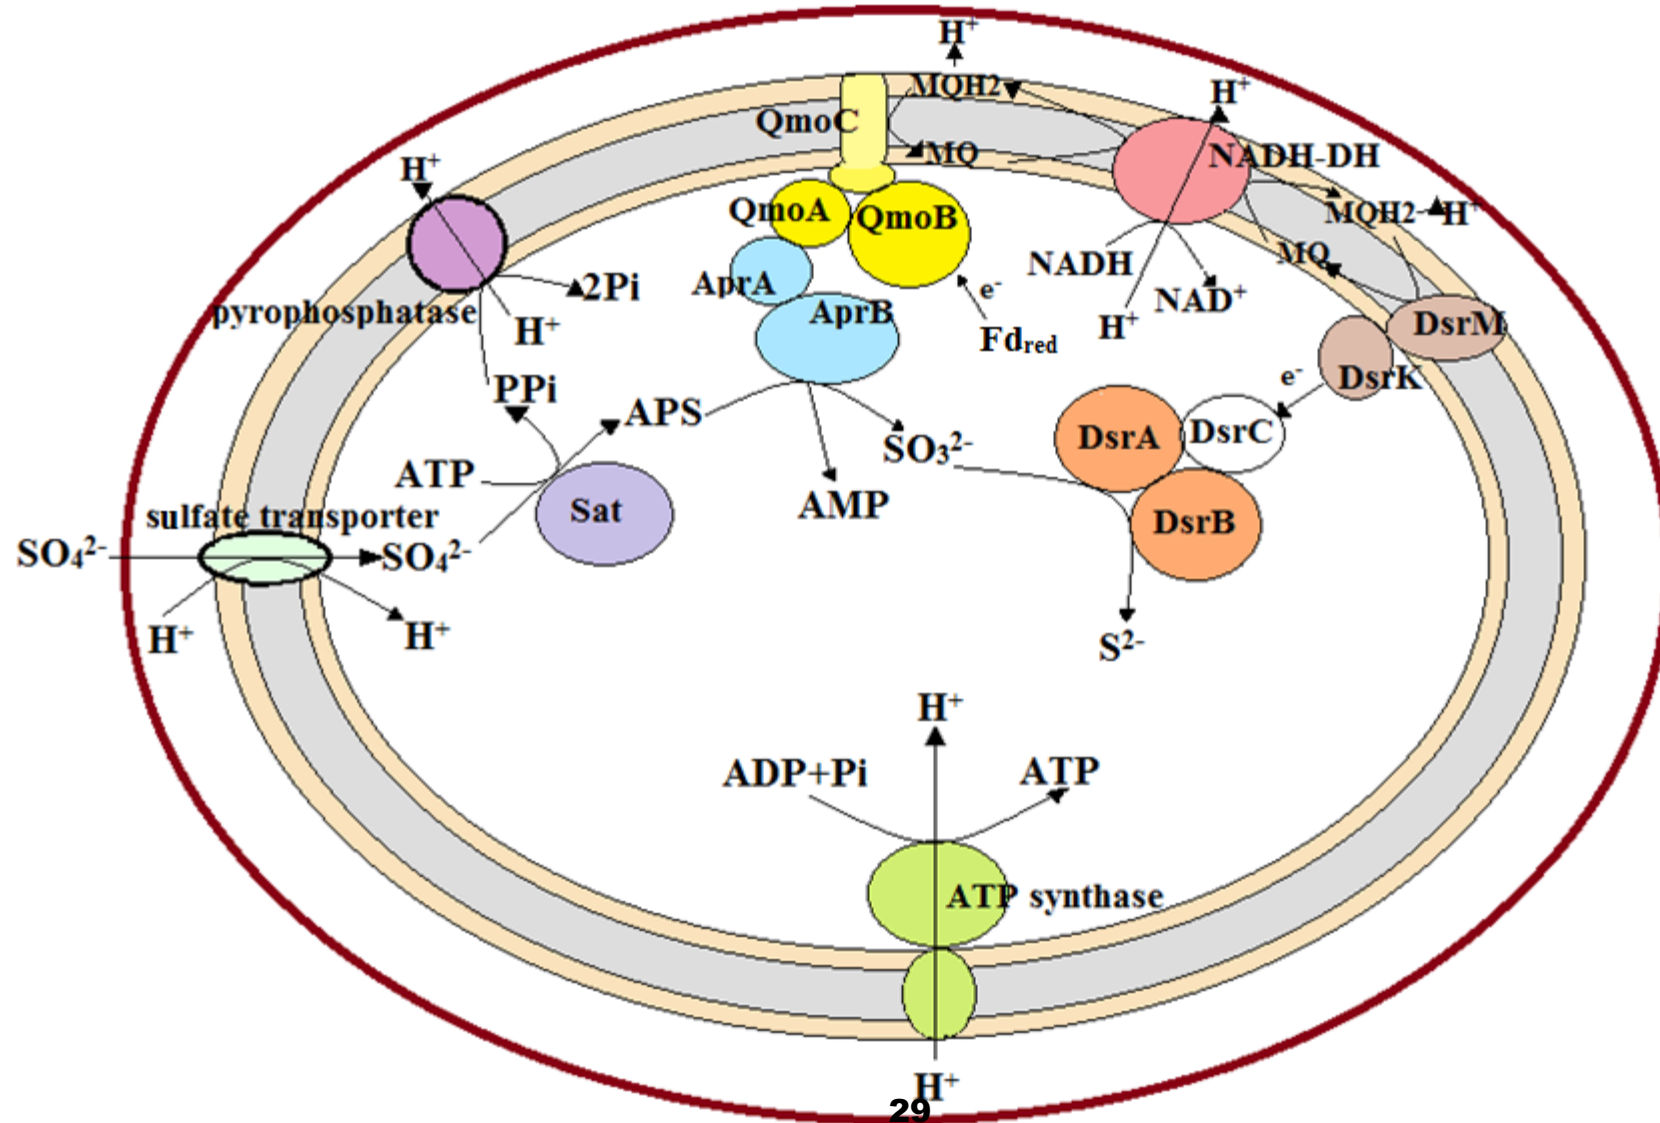 H⁺
MQH2
H⁺
QmoC
MQ
NADH-DH
H⁺
QmoA
QmoB
MQH2
H⁺
MQ
NADH
NAD⁺
H⁺
e⁻
Fdred
AprA
AprB
2Pi
pyrophosphatase
H⁺
DsrM
DsrK
e⁻
PPi
APS
DsrA
DsrC
SO₃²⁻
ATP
AMP
Sat
DsrB
sulfate transporter
SO₄²⁻
SO₄²⁻
H⁺
H⁺
S²⁻
H⁺
ADP+Pi
ATP
ATP synthase
H⁺
29